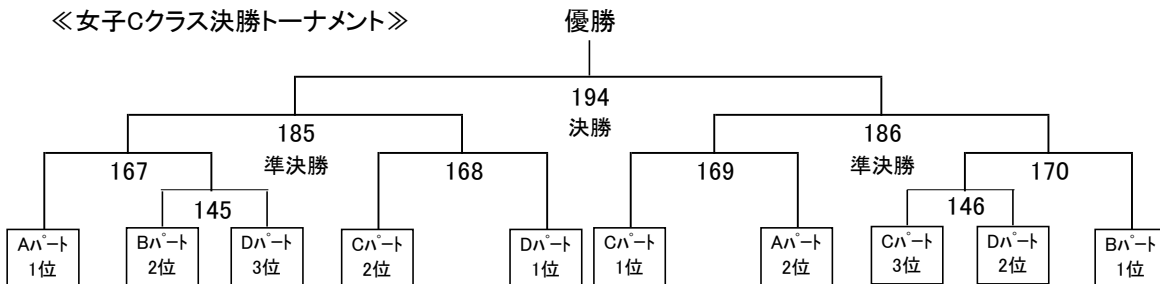 ≪女子Cクラス決勝トーナメント≫
優勝
194
決勝
185
準決勝
186
準決勝
167
168
169
170
145
146
Aパート
1位
Bパート
2位
Dパート
3位
Cパート
2位
Dパート
1位
Cパート
1位
Aパート
2位
Cパート
3位
Dパート
2位
Bパート
1位